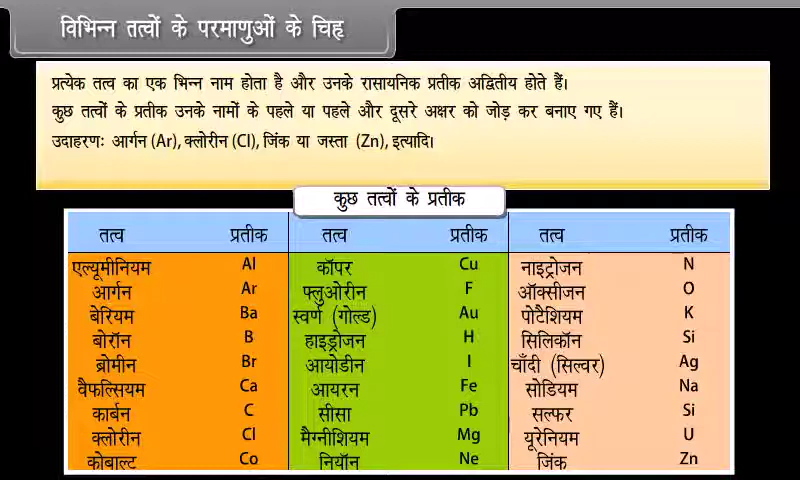 विभिन्न तत्वों के परमाणुओं के चिह्न
प्रत्येक तत्व का एक भिन्न नाम होता है और उनके रासायनिक प्रतीक अद्वितीय होते हैं।
कुछ तत्वों के प्रतीक उनके नामों के पहले या पहले और दूसरे अक्षर को जोड़ कर बनाए गए हैं।
उदाहरणः आर्गन (Ar), क्लोरीन (Cl), जिंक या जस्ता (Zn), इत्यादि।
कुछ तत्वों के प्रतीक
तत्व प्रतीक तत्व प्रतीक तत्व प्रतीक
एल्यूमीनियम Al कॉपर Cu नाइट्रोजन N
आर्गन Ar फ्लुओरीन F ऑक्सीजन O
बेरियम Ba स्वर्ण (गोल्ड) Au पोटैशियम K
बोरॉन B हाइड्रोजन H सिलिकॉन Si
ब्रोमीन Br आयोडीन I चाँदी (सिल्वर) Ag
वैफल्सियम Ca आयरन Fe सोडियम Na
कार्बन C सीसा Pb सल्फर Si
क्लोरीन Cl मैग्नीशियम Mg यूरेनियम U
कोबाल्ट Co नियॉन Ne जिंक Zn